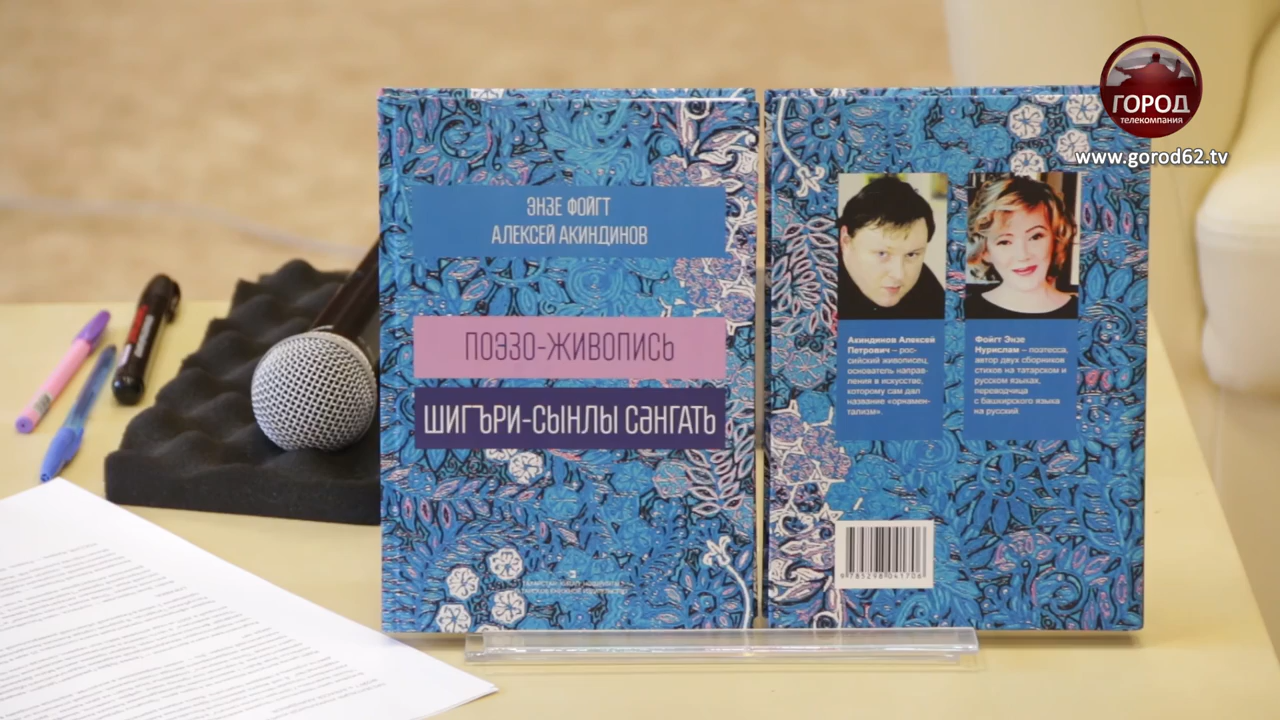 ГОРОД
телекомпания
www.gorod62.tv
ЭНЗЕ ФОЙГТ
АЛЕКСЕЙ АКИНДИНОВ
ПОЭЗО-ЖИВОПИСЬ
ШИГЪРИ-СЫНЛЫ СӘНГАТЬ
Акиндинов Алексей
Петрович – рос-
сийский живописец,
основатель направ-
ления в искусстве,
которому сам дал
название «орнамен-
тализм».
Фойгт Энзе
Нурислам – поэтесса,
автор двух сборников
стихов на татарском и
русском языках,
переводчица
с башкирского языка
на русский
9785298041706